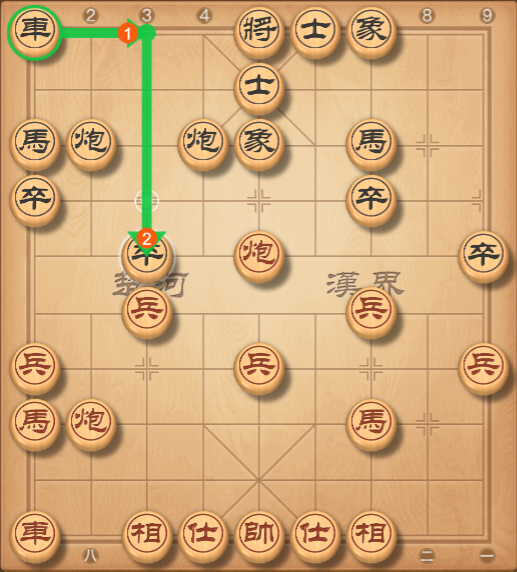 2 3 4 8 9
車 1 將 士 象
士
馬 炮 炮 象 馬
卒 卒
2
卒 炮 卒
楚河 漢界
兵 兵
兵 兵 兵
馬 炮 馬
車 相 仕 帥 仕 相
八 二 一